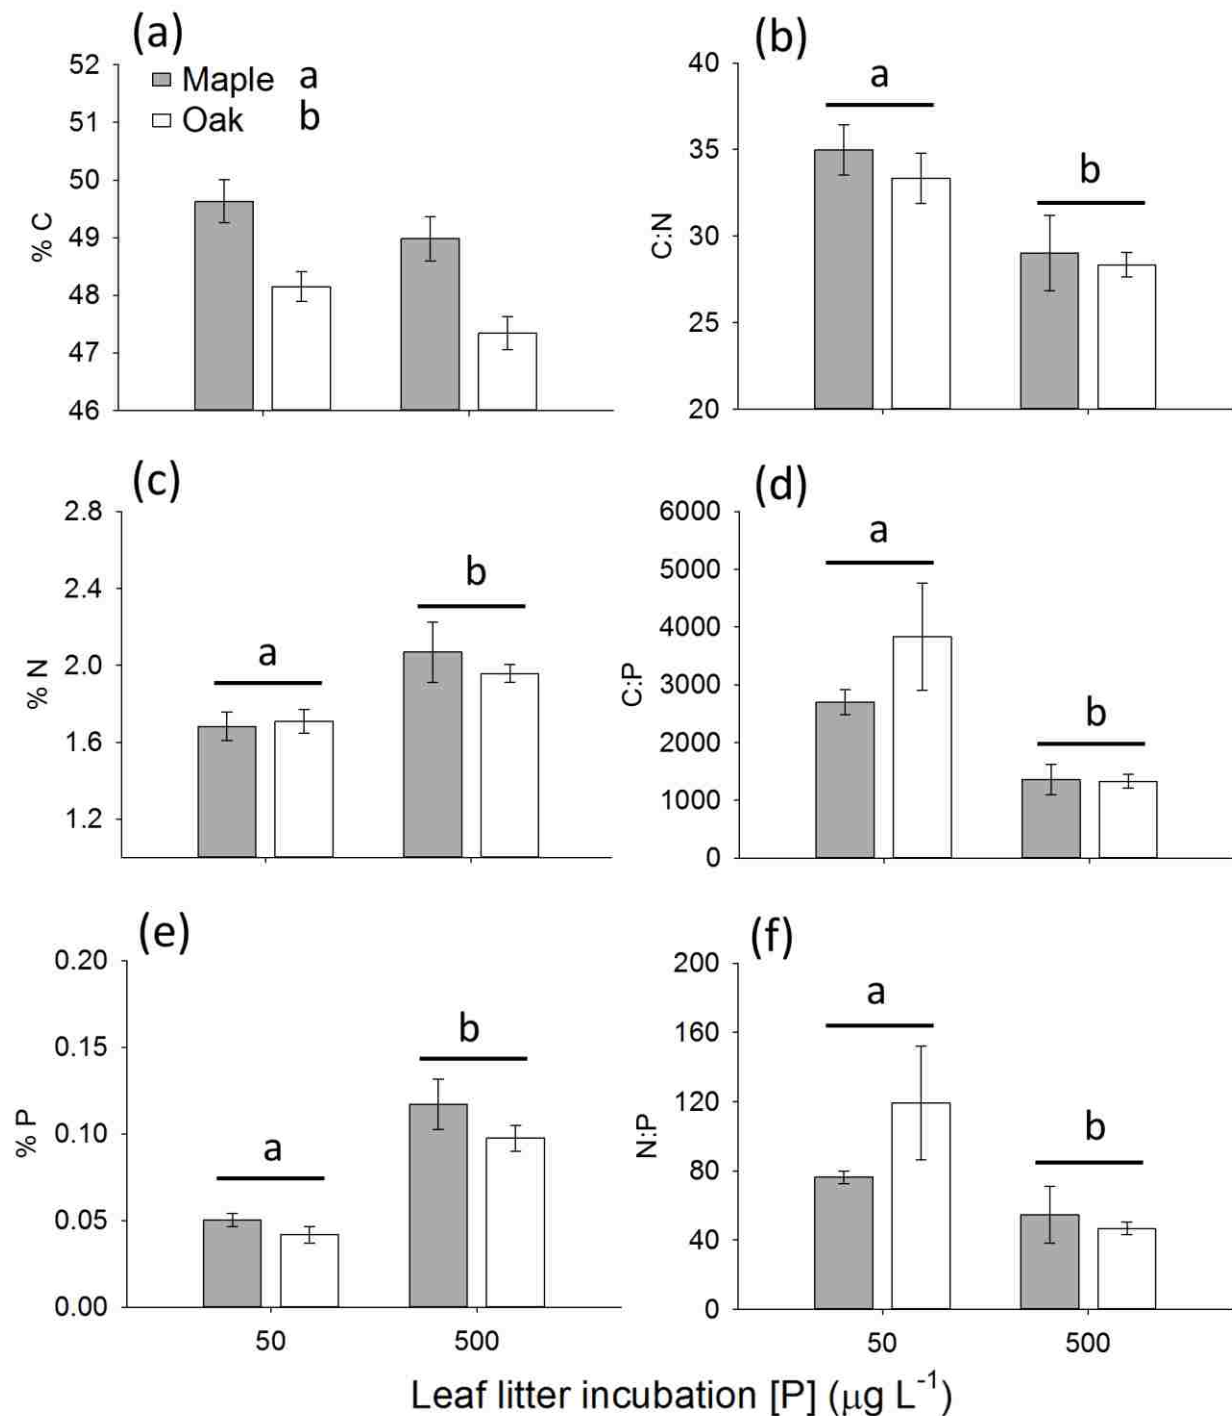 (a)
52
51
50
49
48
47
46
% C
Maple a
Oak b
(b)
40
35
30
25
20
C:N
a
b
(c)
2.8
2.4
2.0
1.6
1.2
% N
a
b
(d)
6000
5000
4000
3000
2000
1000
0
C:P
a
b
(e)
0.20
0.15
0.10
0.05
0.00
% P
a
b
50
500
(f)
200
160
120
80
40
0
N:P
a
b
50
500
Leaf litter incubation [P] (µg L⁻¹)